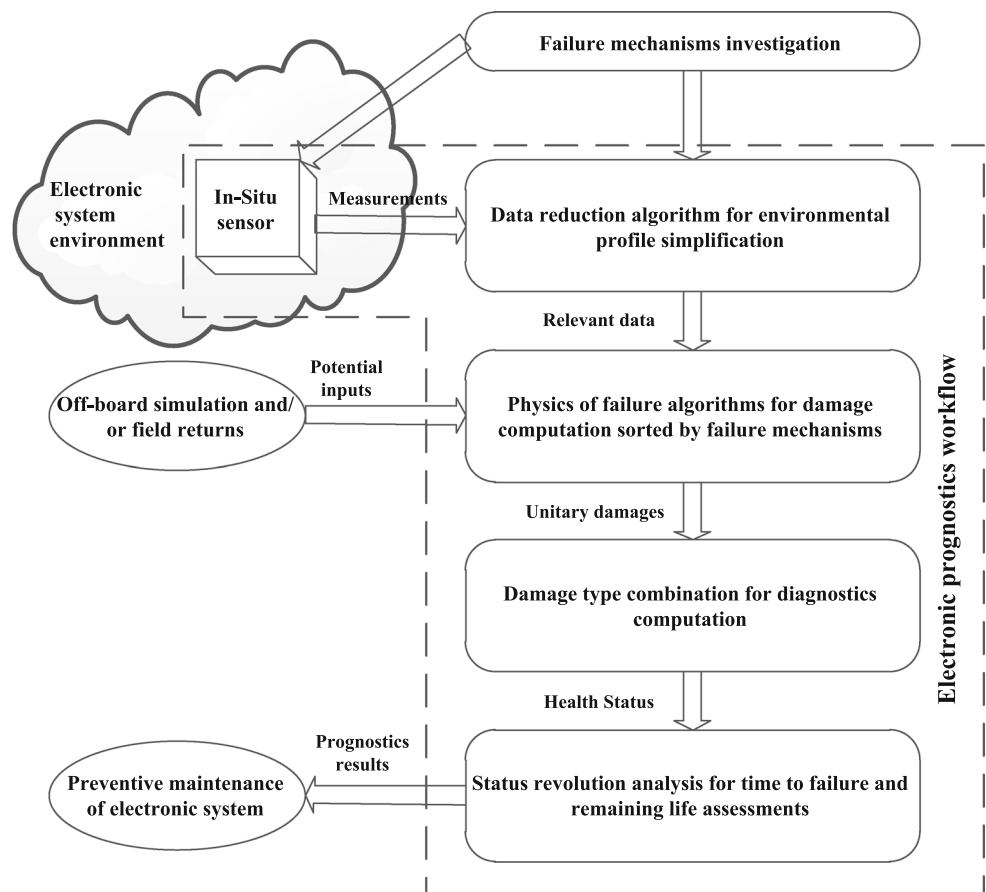 Failure mechanisms investigation
Electronic
system
environment
In-Situ
sensor
Measurements
Data reduction algorithm for environmental
profile simplification
Relevant data
Potential
inputs
Off-board simulation and/
or field returns
Physics of failure algorithms for damage
computation sorted by failure mechanisms
Unitary damages
Damage type combination for diagnostics
computation
Health Status
Prognostics
results
Preventive maintenance
of electronic system
Status revolution analysis for time to failure and
remaining life assessments
Electronic prognostics workflow